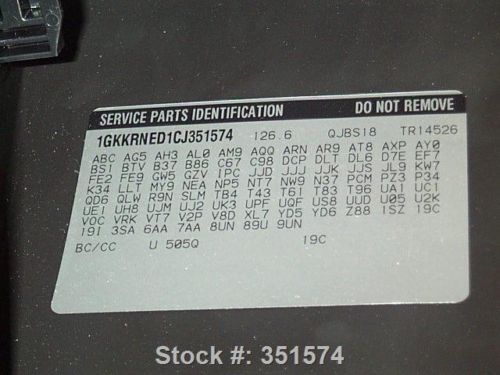 SERVICE PARTS IDENTIFICATION DO NOT REMOVE
1GKKRNED1CJ351574 126.6 QJBS18 TR14526
ABC AG5 AH3 AL0 AM9 AQQ ARN AR9 AT8 AXP AY0
BS1 BTV B37 B86 C67 C98 DCP DLT DL6 D7E EF7
FE2 FE9 GW5 GZV IPC JJD JJJ JJK JJS JL9 KW7
K34 LLT MY9 NEA NP5 NT7 NW9 N37 PCM PZ3 P34
QD6 QLW R9N SLM TB4 T43 T61 T83 T96 UA1 UC1
UE1 UH8 UJM UJ2 UK3 UPF UQF US8 UUD U05 U2K
VOC VRK VT7 V2P V8D XL7 YD5 YD6 Z88 1SZ 19C
19I 3SA 6AA 7AA 8UN 89U 9UN
BC/CC U 505Q 19C
Stock #: 351574